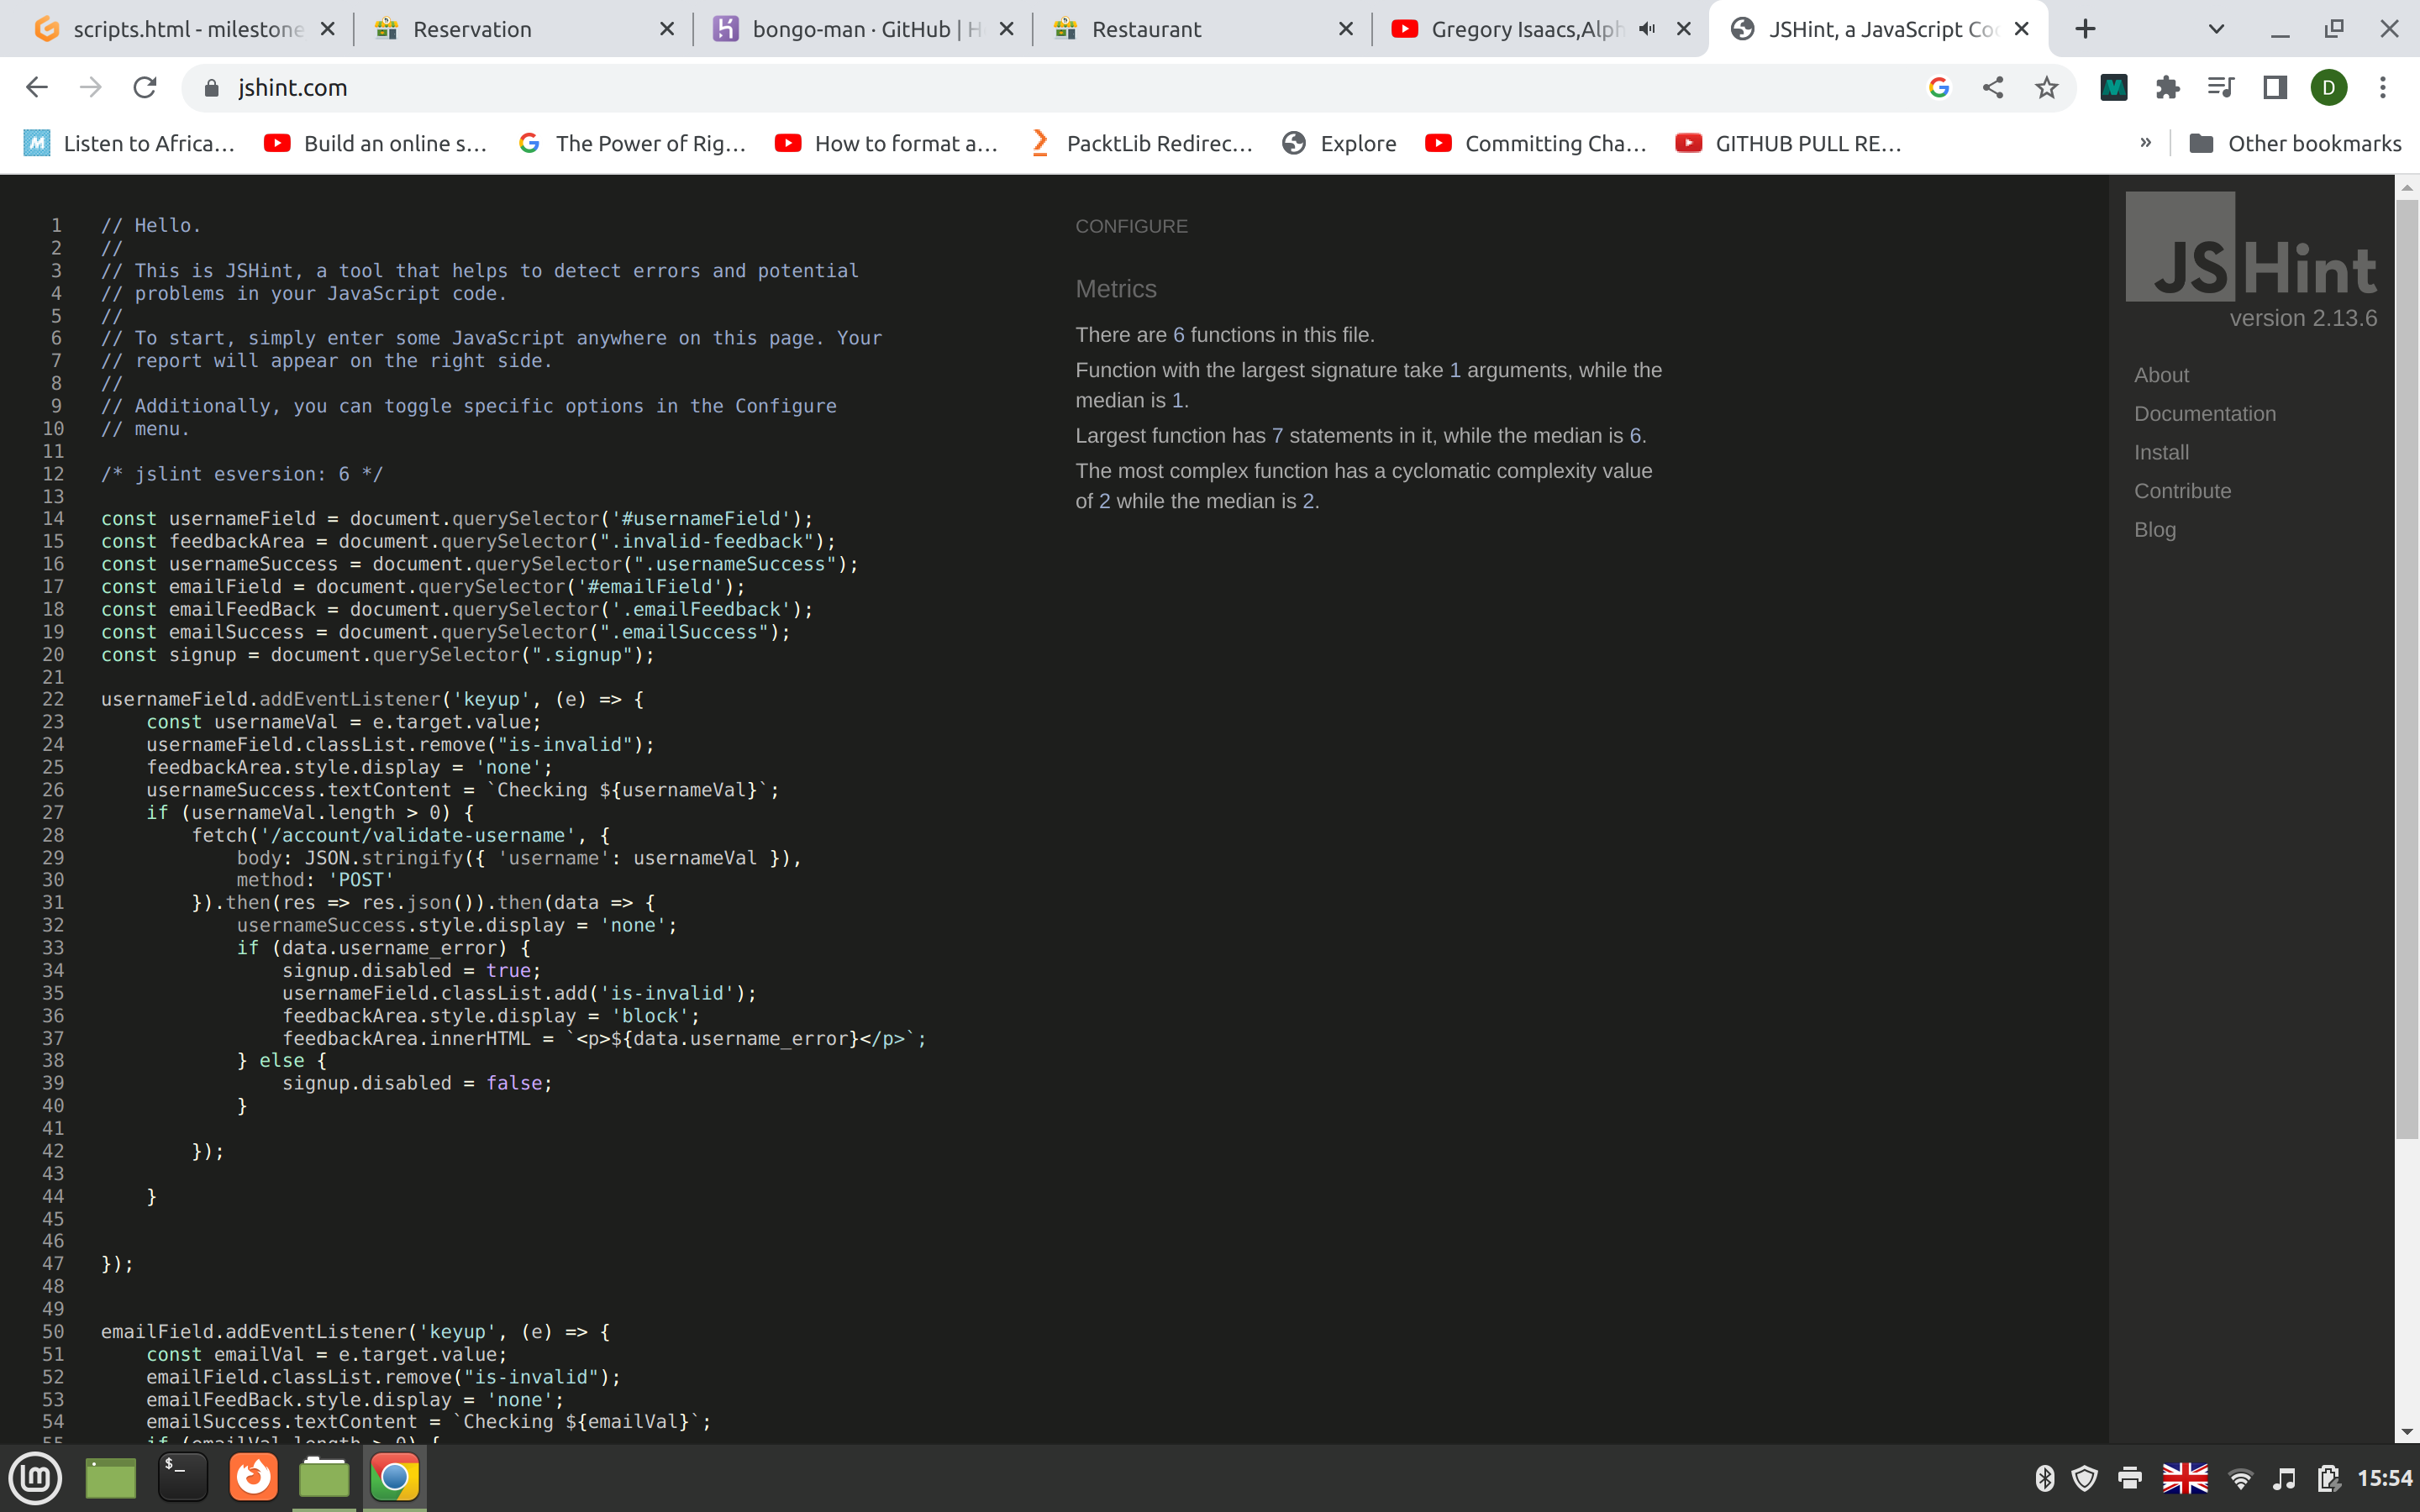 scripts.html - milestone
Reservation
bongo-man · GitHub | H
Restaurant
Gregory Isaacs,Alph
JSHint, a JavaScript Co
jshint.com
D
Listen to Africa...
Build an online s...
The Power of Rig...
How to format a...
PacktLib Redirec...
Explore
Committing Cha...
GITHUB PULL RE...
»
Other bookmarks
1 // Hello.
2 //
3 // This is JSHint, a tool that helps to detect errors and potential
4 // problems in your JavaScript code.
5 //
6 // To start, simply enter some JavaScript anywhere on this page. Your
7 // report will appear on the right side.
8 //
9 // Additionally, you can toggle specific options in the Configure
10 // menu.
11
12 /* jslint esversion: 6 */
13
14 const usernameField = document.querySelector('#usernameField');
15 const feedbackArea = document.querySelector(".invalid-feedback");
16 const usernameSuccess = document.querySelector(".usernameSuccess");
17 const emailField = document.querySelector('#emailField');
18 const emailFeedBack = document.querySelector('.emailFeedback');
19 const emailSuccess = document.querySelector(".emailSuccess");
20 const signup = document.querySelector(".signup");
21
22 usernameField.addEventListener('keyup', (e) => {
23 const usernameVal = e.target.value;
24 usernameField.classList.remove("is-invalid");
25 feedbackArea.style.display = 'none';
26 usernameSuccess.textContent = `Checking ${usernameVal}`;
27 if (usernameVal.length > 0) {
28 fetch('/account/validate-username', {
29 body: JSON.stringify({ 'username': usernameVal }),
30 method: 'POST'
31 }).then(res => res.json()).then(data => {
32 usernameSuccess.style.display = 'none';
33 if (data.username_error) {
34 signup.disabled = true;
35 usernameField.classList.add('is-invalid');
36 feedbackArea.style.display = 'block';
37 feedbackArea.innerHTML = `<p>${data.username_error}</p>`;
38 } else {
39 signup.disabled = false;
40 }
41
42 });
43
44 }
45
46
47 });
48
49
50 emailField.addEventListener('keyup', (e) => {
51 const emailVal = e.target.value;
52 emailField.classList.remove("is-invalid");
53 emailFeedBack.style.display = 'none';
54 emailSuccess.textContent = `Checking ${emailVal}`;
55 if (emailVal.length > 0) {
CONFIGURE
Metrics
There are 6 functions in this file.
Function with the largest signature take 1 arguments, while the
median is 1.
Largest function has 7 statements in it, while the median is 6.
The most complex function has a cyclomatic complexity value
of 2 while the median is 2.
JSHint
version 2.13.6
About
Documentation
Install
Contribute
Blog
lm
$_
15:54